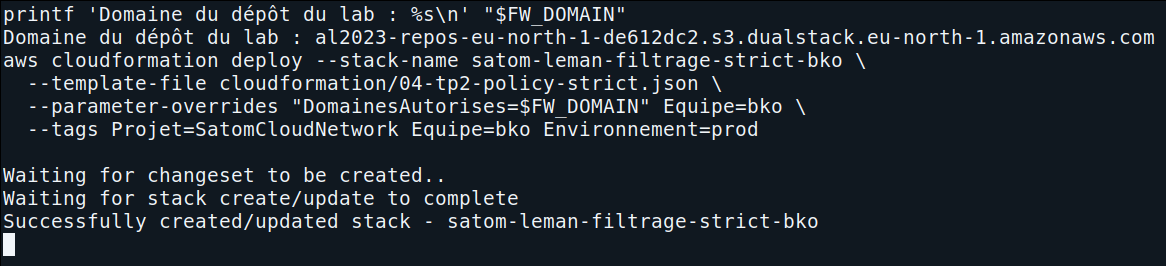 printf 'Domaine du dépôt du lab : %s\n' "$FW_DOMAIN"
Domaine du dépôt du lab : al2023-repos-eu-north-1-de612dc2.s3.dualstack.eu-north-1.amazonaws.com
aws cloudformation deploy --stack-name satom-leman-filtrage-strict-bko \
  --template-file cloudformation/04-tp2-policy-strict.json \
  --parameter-overrides "DomainesAutorises=$FW_DOMAIN" Equipe=bko \
  --tags Projet=SatomCloudNetwork Equipe=bko Environnement=prod

Waiting for changeset to be created..
Waiting for stack create/update to complete
Successfully created/updated stack - satom-leman-filtrage-strict-bko